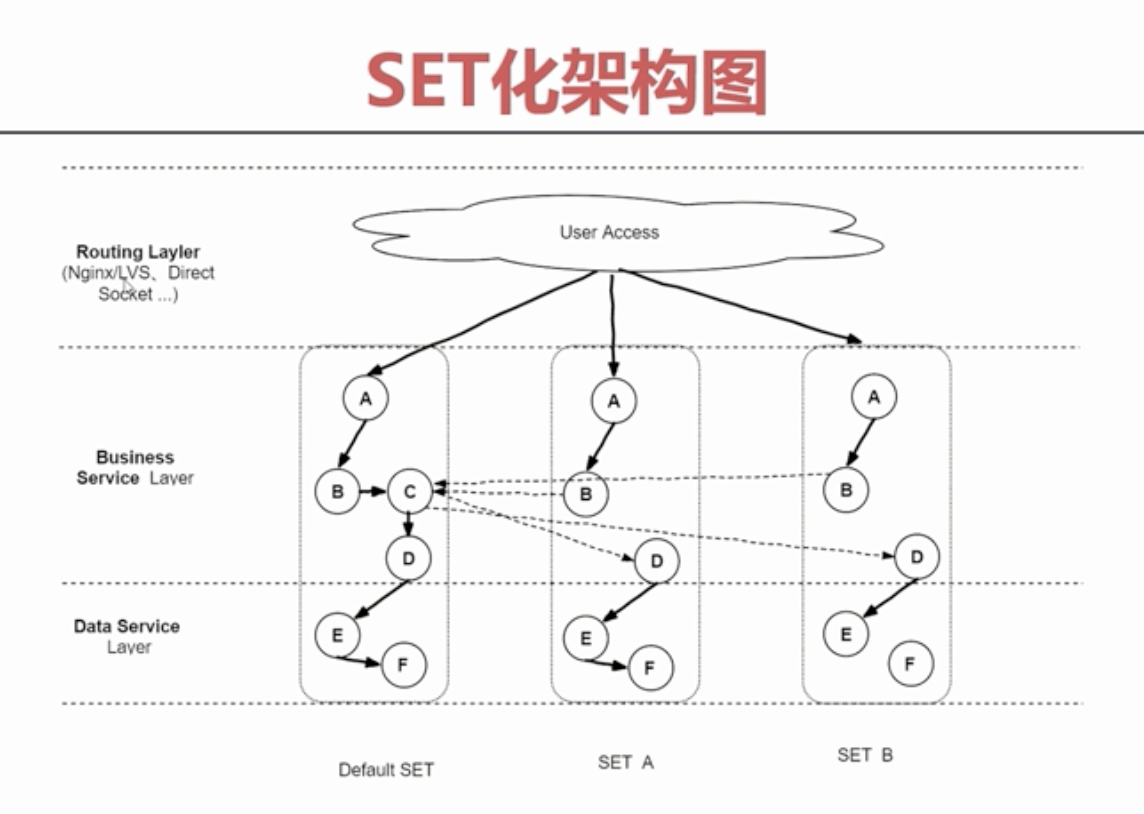 SET化架构图
User Access
Routing Layler
(Nginx/LVS、Direct
Socket ...)
A
A
A
Business
Service Layer
B
C
B
B
D
D
D
Data Service
Layer
E
F
E
F
E
F
Default SET
SET A
SET B